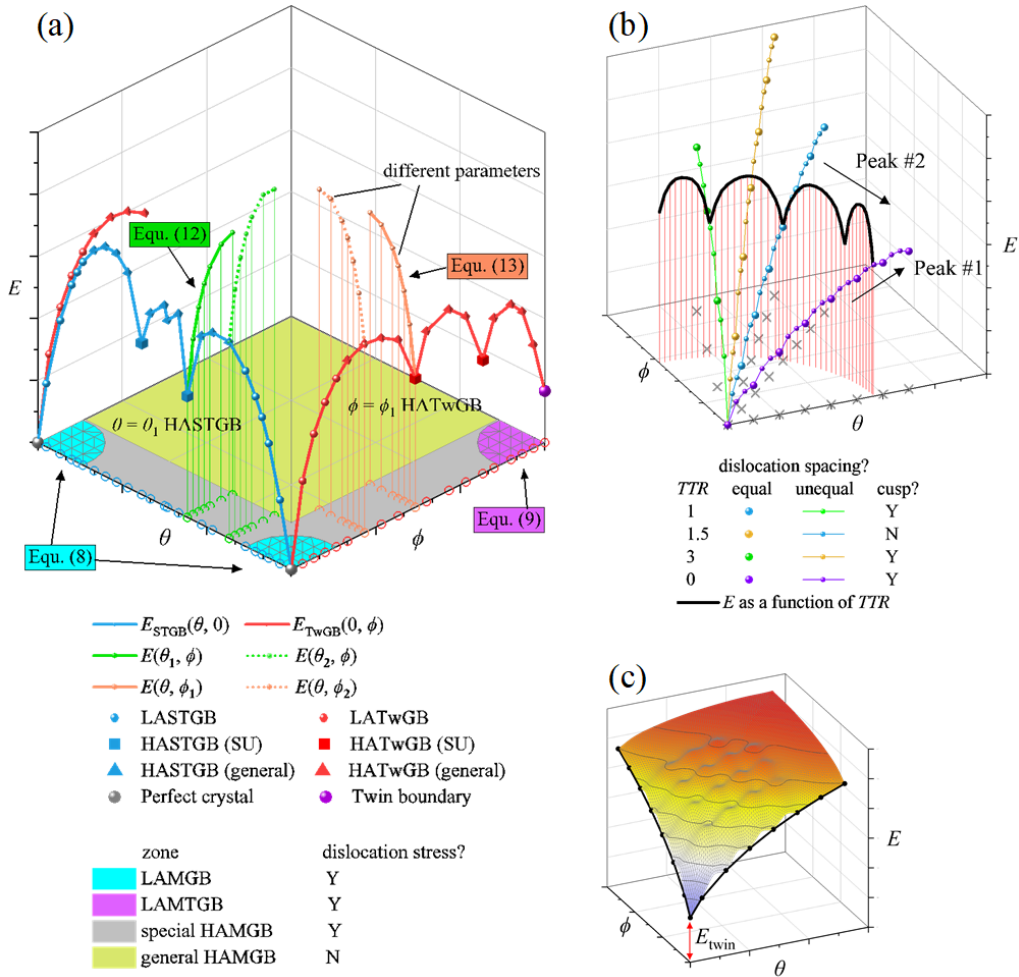 (a)
E
different parameters
Equ. (12)
Equ. (13)
θ = θ1 HASTGB
ϕ = ϕ1 HATwGB
Equ. (8)
Equ. (9)
θ
ϕ
ESTGB(θ, 0)
ETwGB(0, ϕ)
E(θ1, ϕ)
E(θ2, ϕ)
E(θ, ϕ1)
E(θ, ϕ2)
LASTGB
LATwGB
HASTGB (SU)
HATwGB (SU)
HASTGB (general)
HATwGB (general)
Perfect crystal
Twin boundary
zone dislocation stress?
LAMGB Y
LAMTGB Y
special HAMGB Y
general HAMGB N
(b)
Peak #2
E
Peak #1
ϕ
θ
dislocation spacing?
TTR equal unequal cusp?
1 Y
1.5 N
3 Y
0 Y
E as a function of TTR
(c)
E
ϕ
Etwin
θ